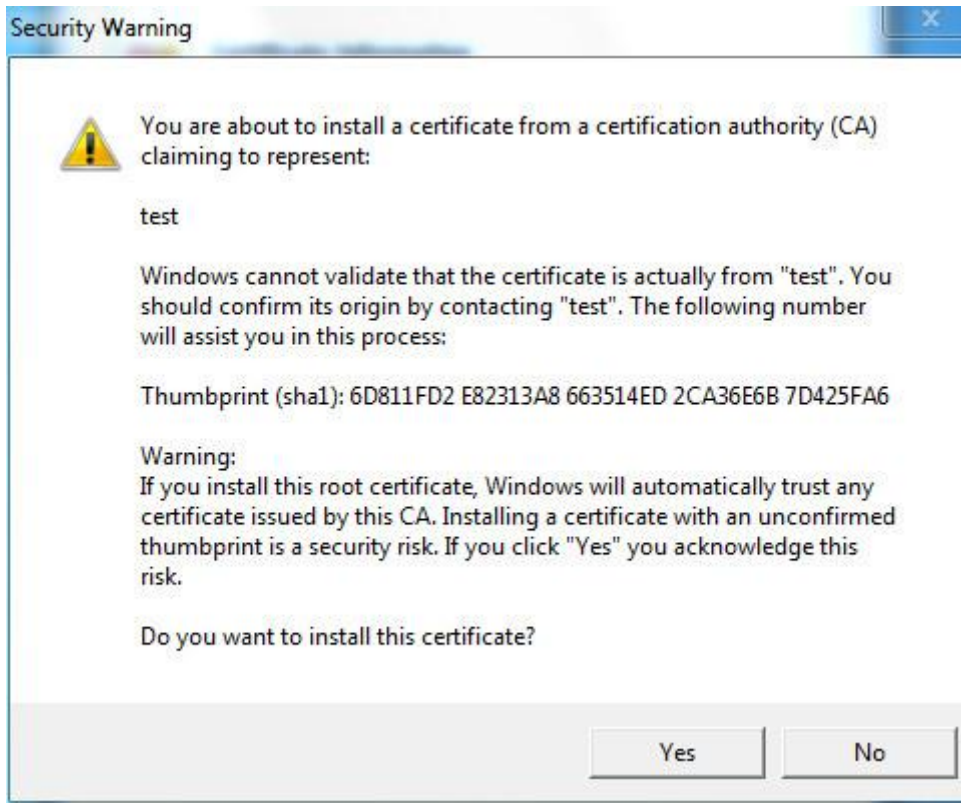 Security Warning
You are about to install a certificate from a certification authority (CA)
claiming to represent:
test
Windows cannot validate that the certificate is actually from "test". You
should confirm its origin by contacting "test". The following number
will assist you in this process:
Thumbprint (sha1): 6D811FD2 E82313A8 663514ED 2CA36E6B 7D425FA6
Warning:
If you install this root certificate, Windows will automatically trust any
certificate issued by this CA. Installing a certificate with an unconfirmed
thumbprint is a security risk. If you click "Yes" you acknowledge this
risk.
Do you want to install this certificate?
Yes
No